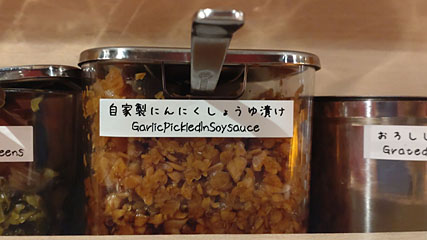 eens
自家製にんにくしょうゆ漬け
GarlicPickledInSoysauce
おろし
Grated